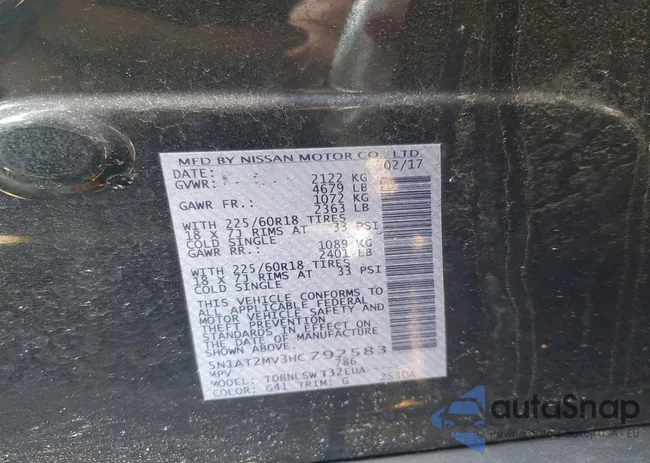 MFD BY NISSAN MOTOR CO., LTD.
DATE: 02/17
GVWR: 2122 KG
4679 LB
GAWR FR.: 1072 KG
2363 LB
WITH 225/60R18 TIRES
18 X 7J RIMS AT 33 PSI
COLD SINGLE
GAWR RR.: 1089 KG
2401 LB
WITH 225/60R18 TIRES
18 X 7J RIMS AT 33 PSI
COLD SINGLE
THIS VEHICLE CONFORMS TO
ALL APPLICABLE FEDERAL
MOTOR VEHICLE SAFETY AND
THEFT PREVENTION
STANDARDS IN EFFECT ON
THE DATE OF MANUFACTURE
SHOWN ABOVE.
5N1AT2MV3HC792583
MPV 786
MODEL: TDBNLSWT32EUA
COLOR: G41 TRIM: G
autoSnap